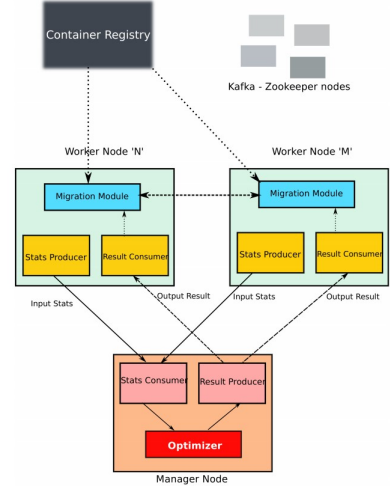 Container Registry
Kafka - Zookeeper nodes
Worker Node 'N'
Worker Node 'M'
Migration Module
Migration Module
Stats Producer
Result Consumer
Stats Producer
Result Consumer
Input Stats
Output Result
Input Stats
Output Result
Stats Consumer
Result Producer
Optimizer
Manager Node